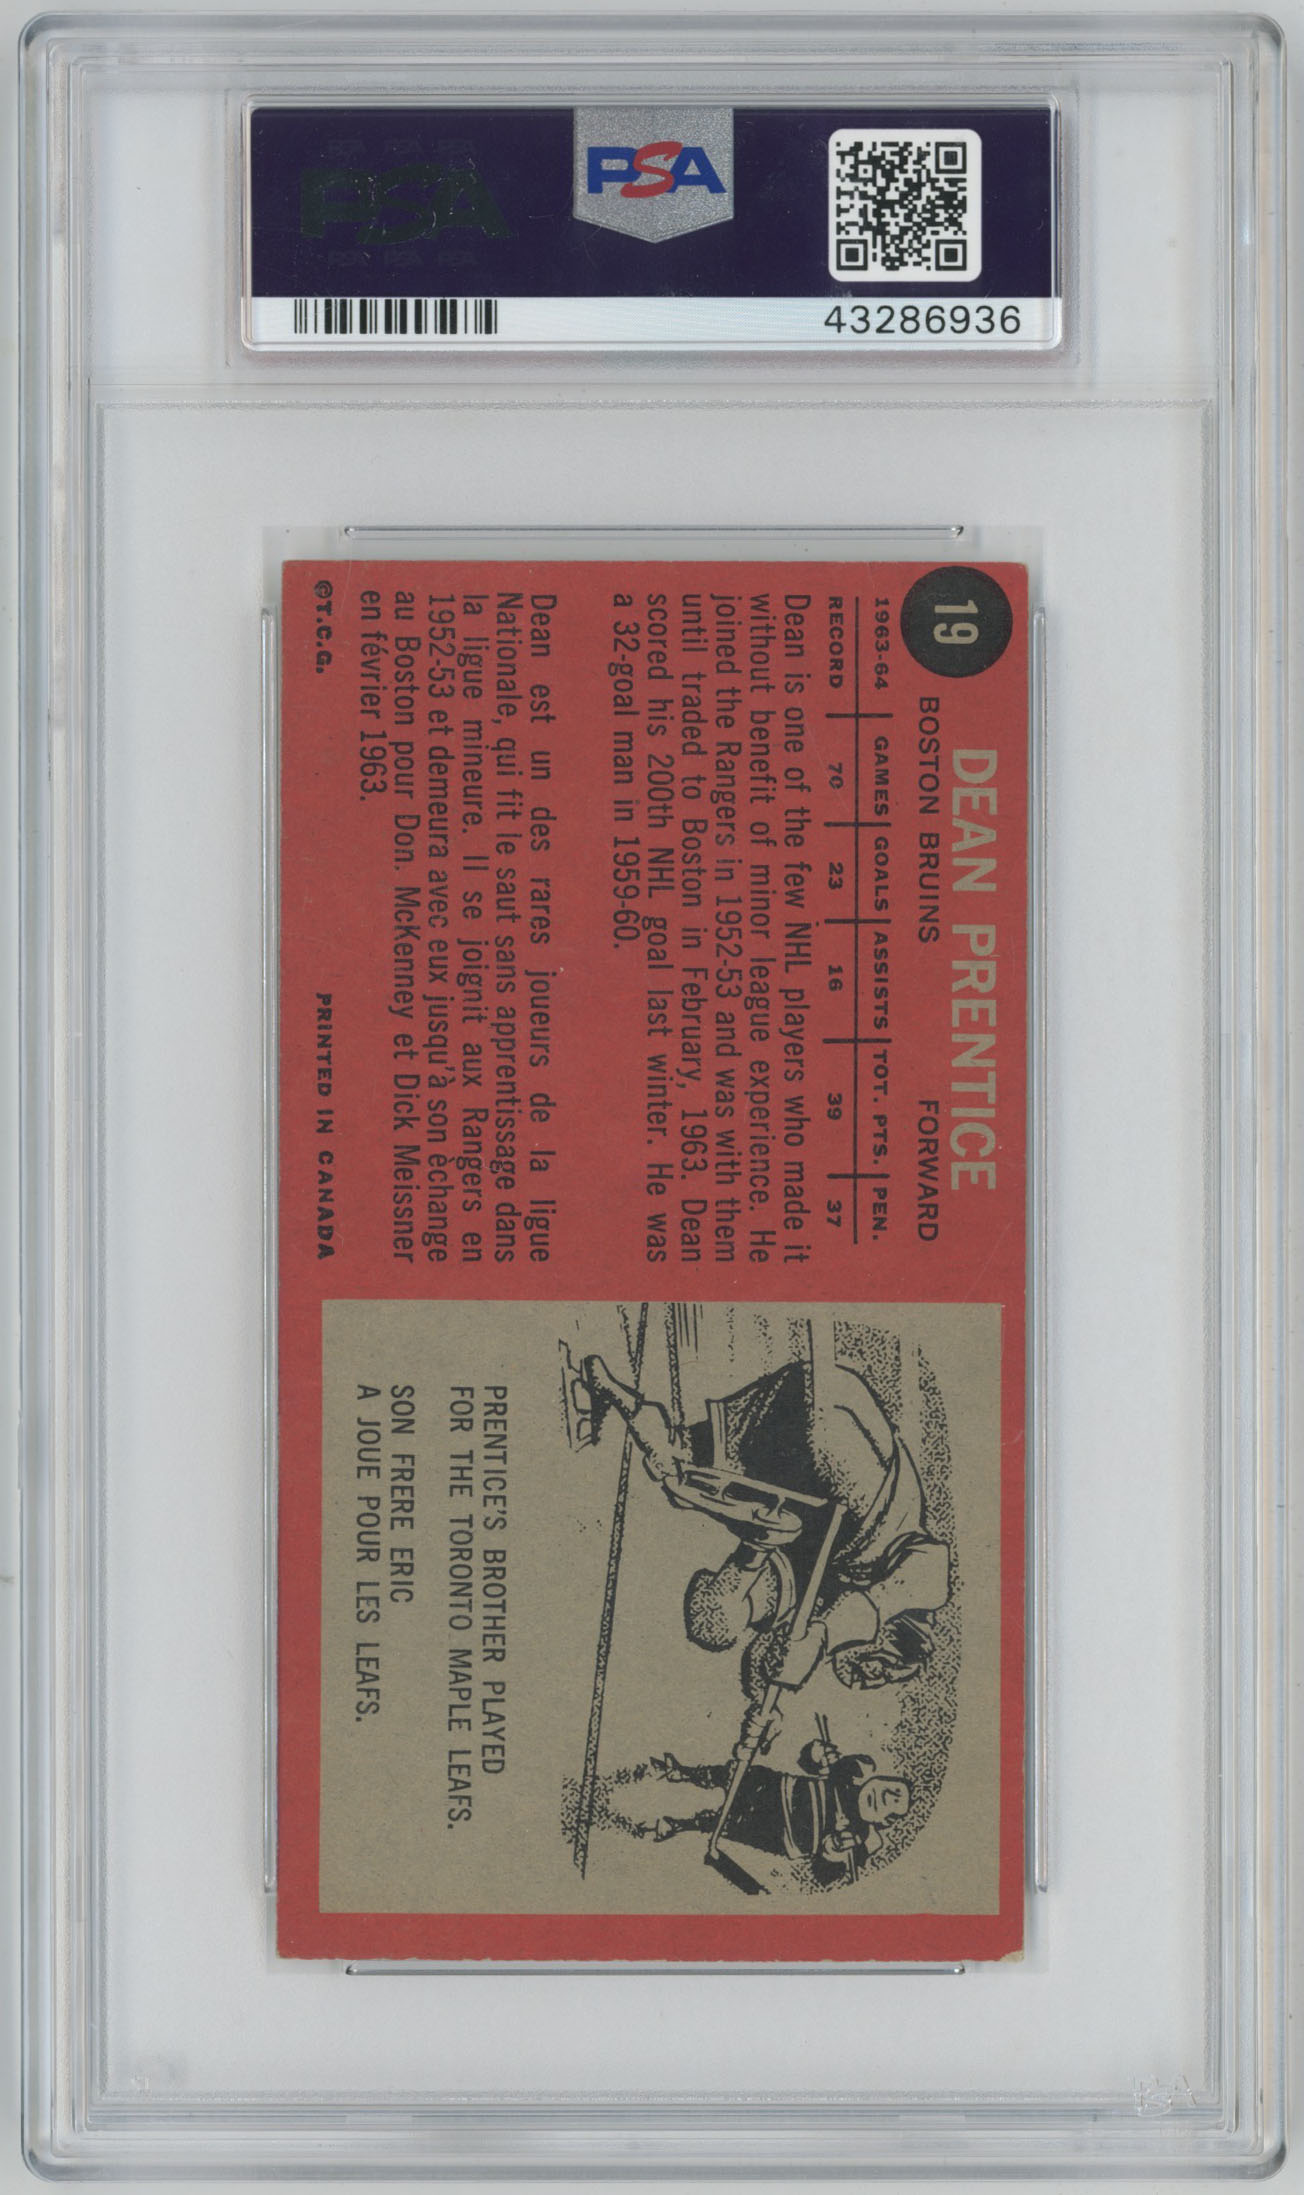 PSA
PSA
43286936
19
DEAN PRENTICE
BOSTON BRUINS FORWARD
1963-64 GAMES GOALS ASSISTS TOT. PTS. PEN.
RECORD 70 23 16 39 37
Dean is one of the few NHL players who made it
without benefit of minor league experience. He
joined the Rangers in 1952-53 and was with them
until traded to Boston in February, 1963. Dean
scored his 200th NHL goal last winter. He was
a 32-goal man in 1959-60.
Dean est un des rares joueurs de la ligue
Nationale, qui fit le saut sans apprentissage dans
la ligue mineure. Il se joignit aux Rangers en
1952-53 et demeura avec eux jusqu'à son èchange
au Boston pour Don. McKenney et Dick Meissner
en février 1963.
©T.C.G. PRINTED IN CANADA
PRENTICE'S BROTHER PLAYED
FOR THE TORONTO MAPLE LEAFS.
SON FRERE ERIC
A JOUE POUR LES LEAFS.